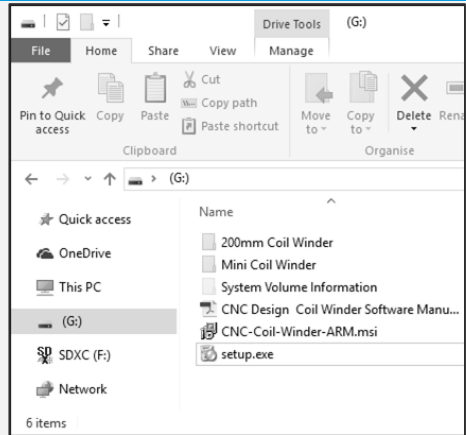 Drive Tools (G:)
File Home Share View Manage
Pin to Quick access Copy Paste Cut
Copy path
Paste shortcut
Move to Copy to Delete
Clipboard Organise
(G:)
Quick access
OneDrive
This PC
(G:)
SDXC (F:)
Network
Name
200mm Coil Winder
Mini Coil Winder
System Volume Information
CNC Design Coil Winder Software Manu...
CNC-Coil-Winder-ARM.msi
setup.exe
6 items